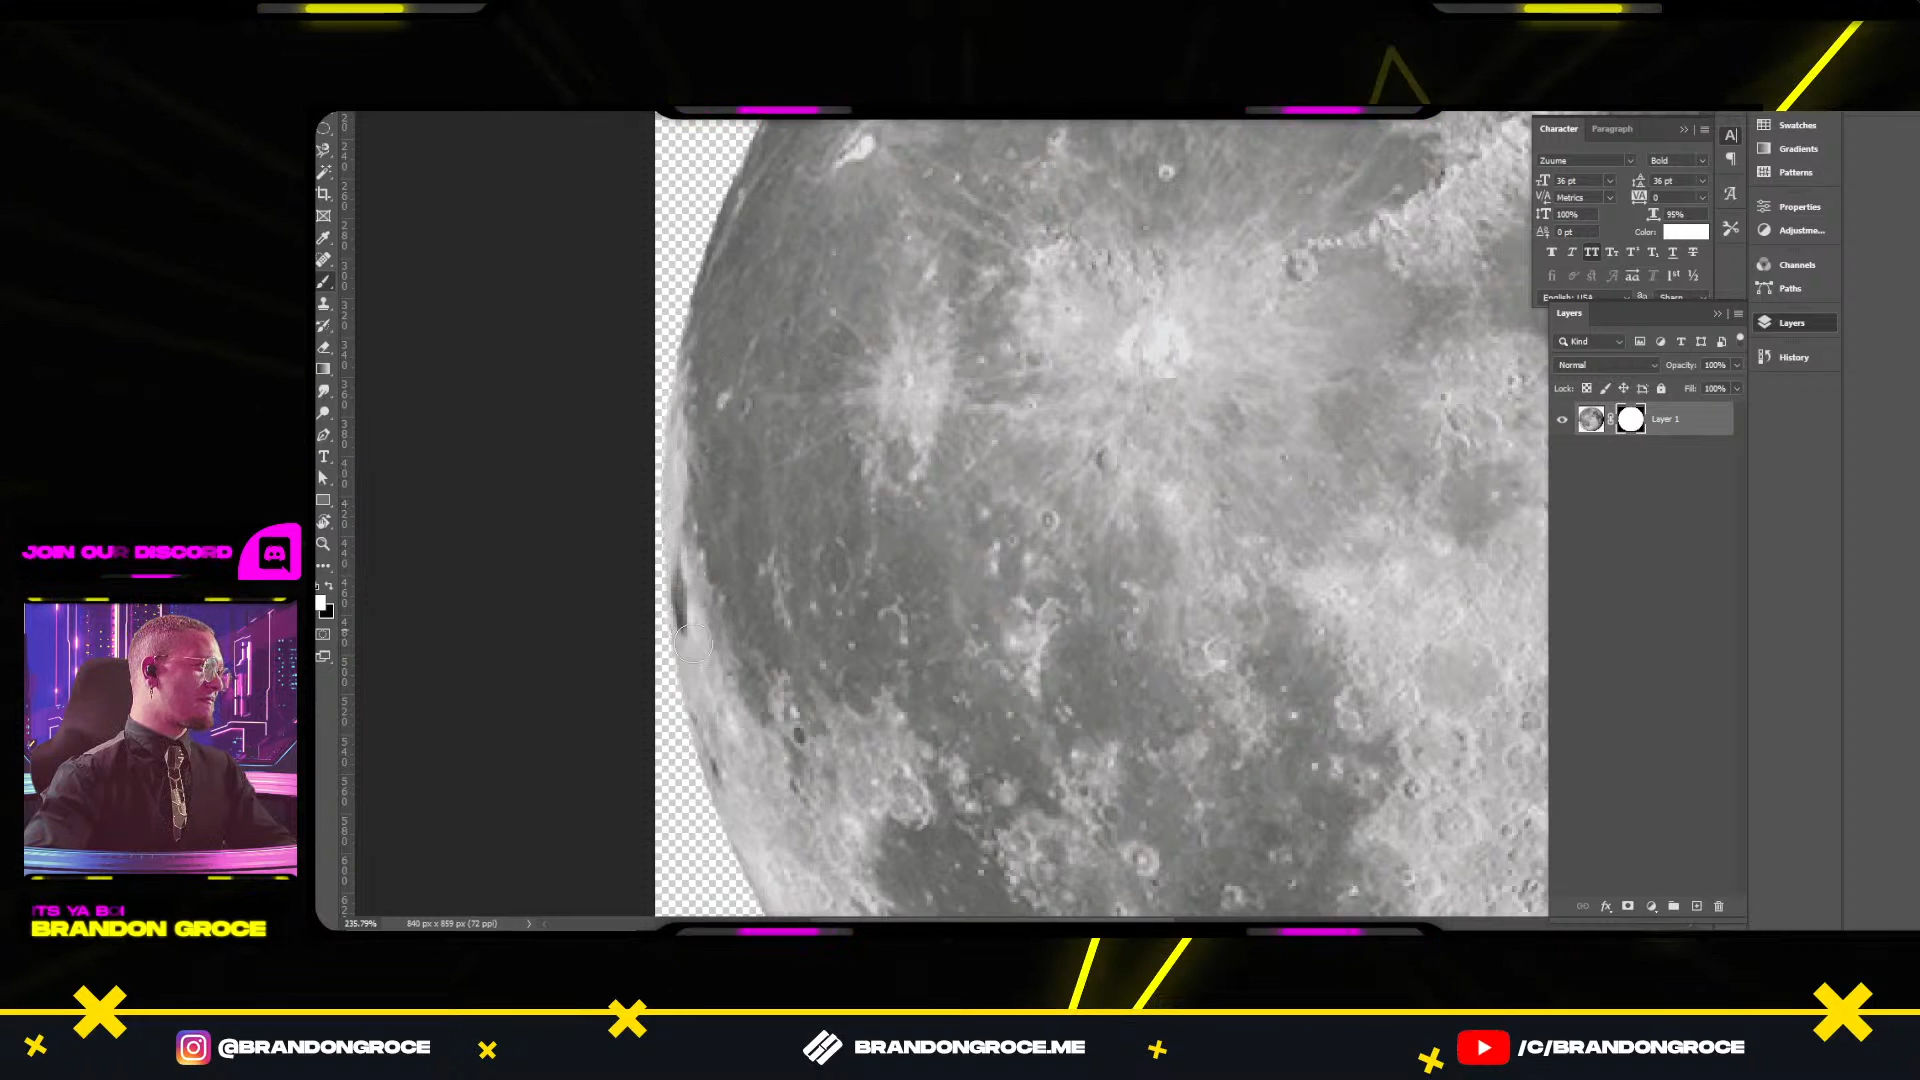 Character Paragraph
Zuume Bold
36 pt 36 pt
Metrics 0
100% 95%
0 pt Color:
English: USA Sharp
Swatches
Gradients
Patterns
Properties
Adjustme...
Channels
Paths
Layers
History
Layers
Kind
Normal Opacity: 100%
Lock: Fill: 100%
Layer 1
235.79% 840 px x 859 px (72 ppi)
JOIN OUR DISCORD
ITS YA BOI
BRANDON GROCE
@BRANDONGROCE
BRANDONGROCE.ME
/C/BRANDONGROCE